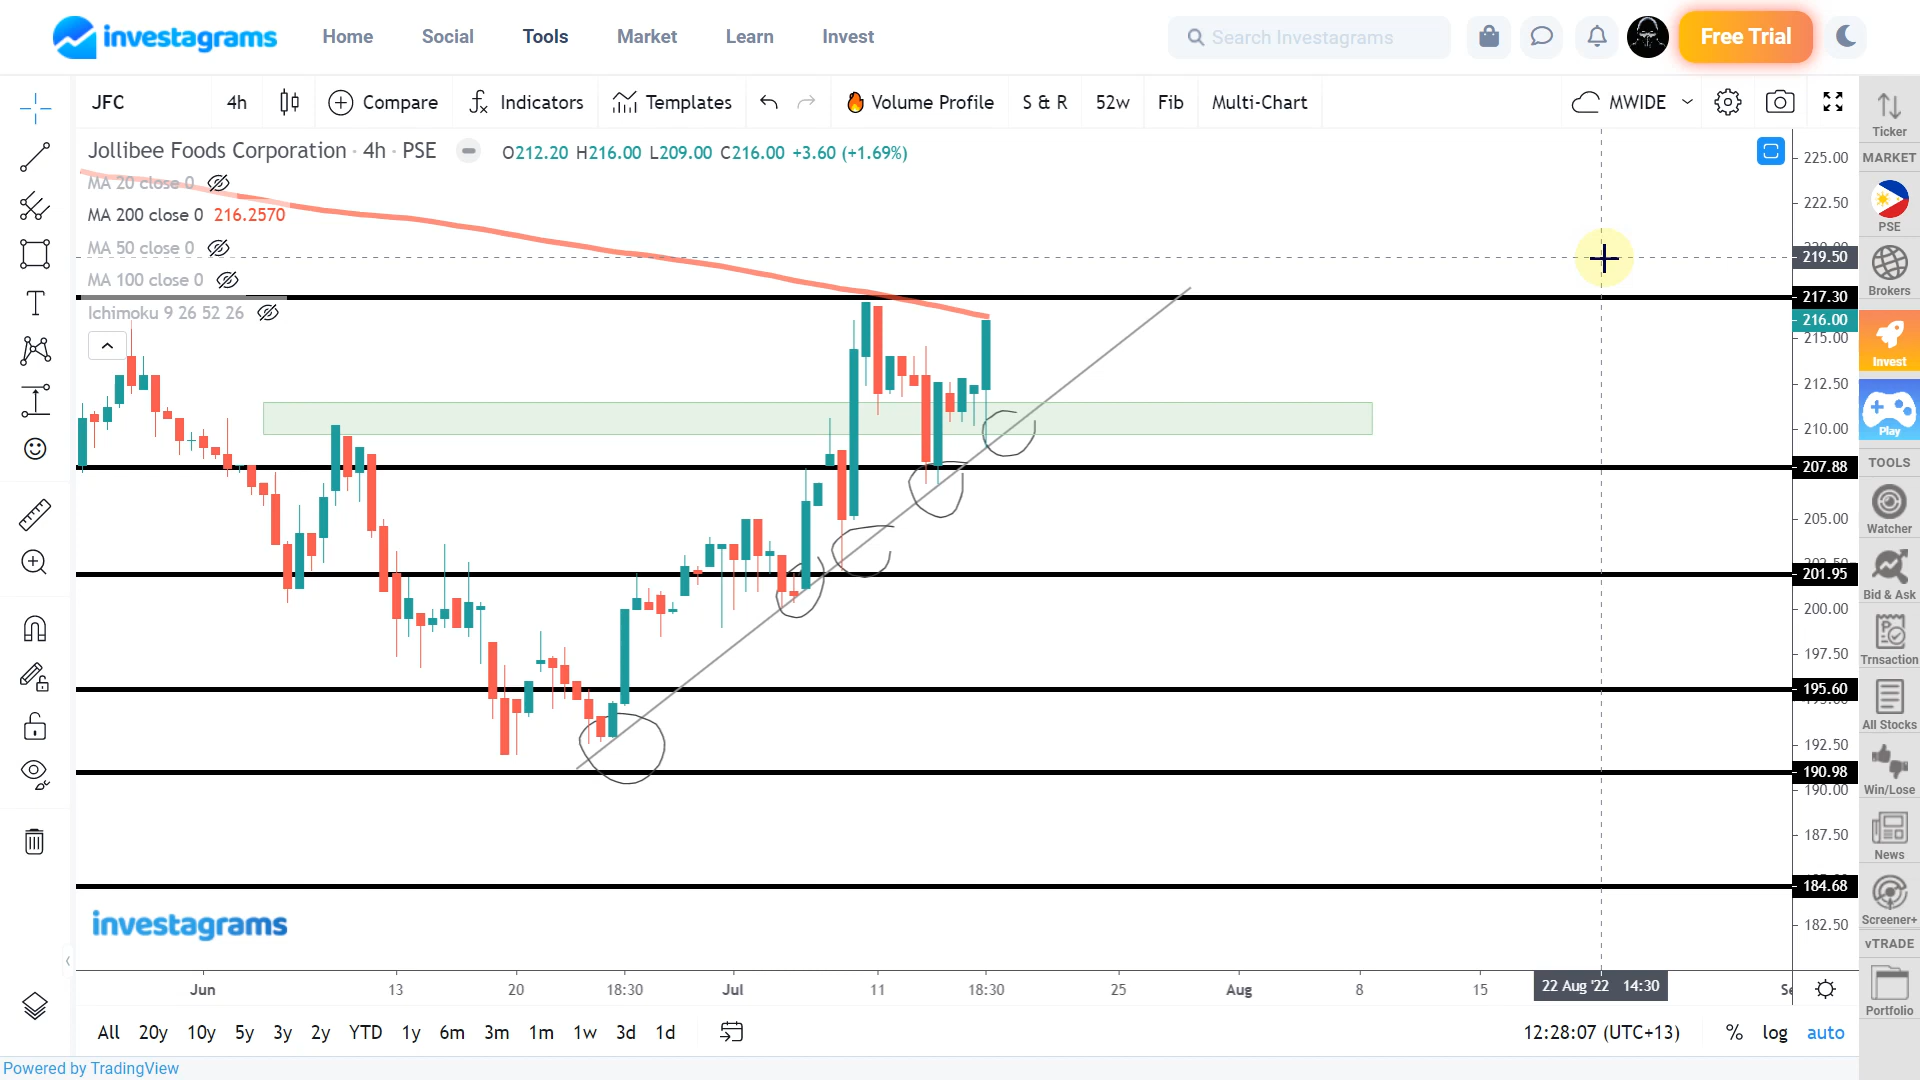 investagrams
Home Social Tools Market Learn Invest
Search Investagrams
Free Trial
JFC 4h Compare Indicators Templates Volume Profile S & R 52w Fib Multi-Chart MWIDE
Jollibee Foods Corporation · 4h · PSE O212.20 H216.00 L209.00 C216.00 +3.60 (+1.69%)
MA 20 close 0
MA 200 close 0 216.2570
MA 50 close 0
MA 100 close 0
Ichimoku 9 26 52 26
225.00
222.50
219.50
217.30
216.00
215.00
212.50
210.00
207.88
205.00
201.95
200.00
197.50
195.60
192.50
190.98
190.00
187.50
184.68
182.50
investagrams
Jun 13 20 18:30 Jul 11 18:30 25 Aug 8 15 22 Aug '22 14:30
All 20y 10y 5y 3y 2y YTD 1y 6m 3m 1m 1w 3d 1d
12:28:07 (UTC+13) % log auto
Powered by TradingView
Ticker
MARKET
PSE
Brokers
Invest
Play
TOOLS
Watcher
Bid & Ask
Trnsaction
All Stocks
Win/Lose
News
Screener+
vTRADE
Portfolio